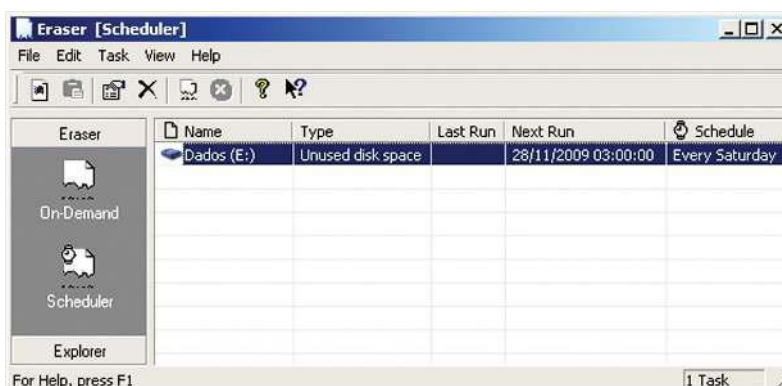 Eraser [Scheduler]
File Edit Task View Help
Eraser
Name Type Last Run Next Run Schedule
Dados (E:) Unused disk space 28/11/2009 03:00:00 Every Saturday
On-Demand
Scheduler
Explorer
For Help, press F1 1 Task